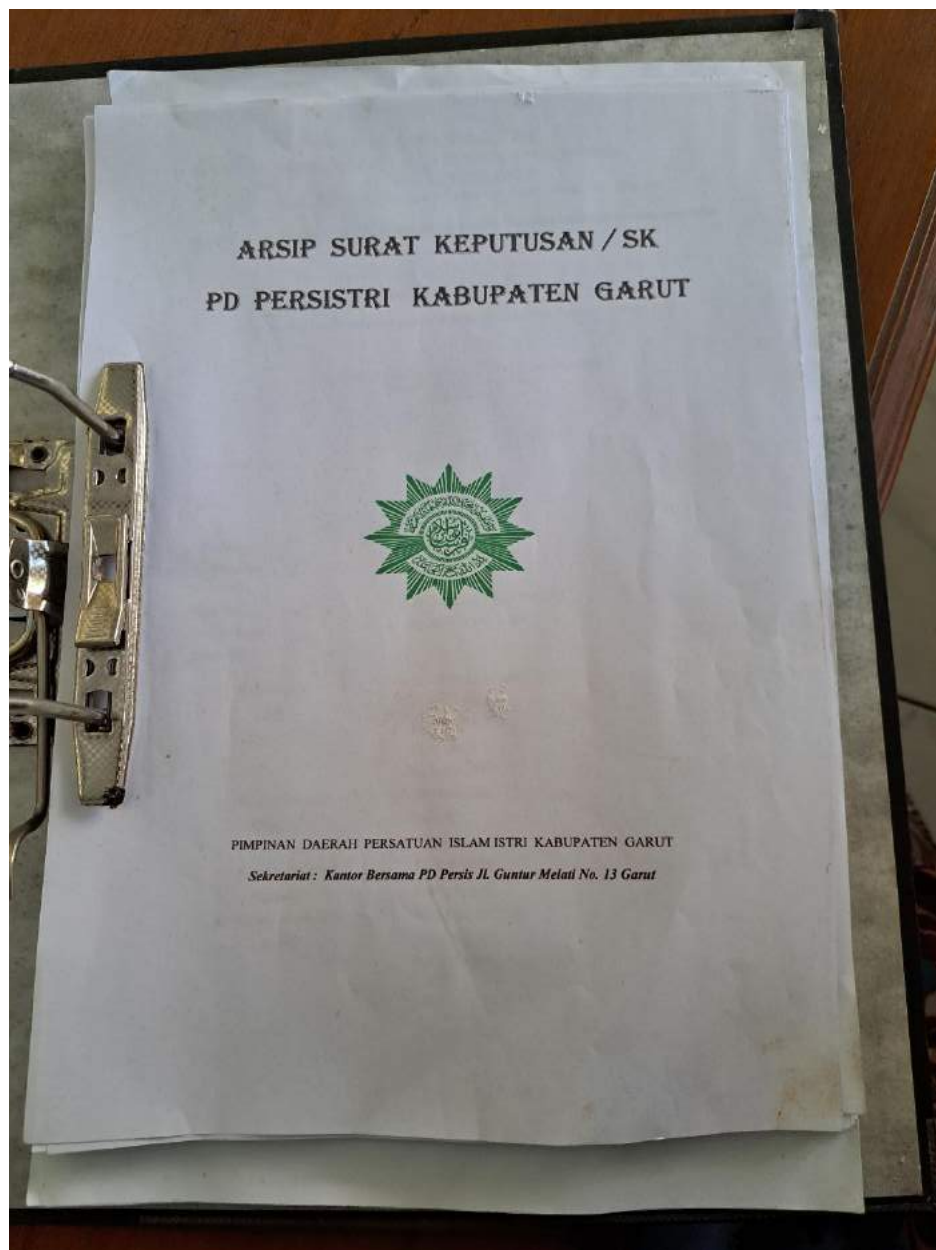 ARSIP SURAT KEPUTUSAN / SK
PD PERSISTRI KABUPATEN GARUT
PIMPINAN DAERAH PERSATUAN ISLAM ISTRI KABUPATEN GARUT
Sekretariat : Kantor Bersama PD Persis Jl. Guntur Melati No. 13 Garut